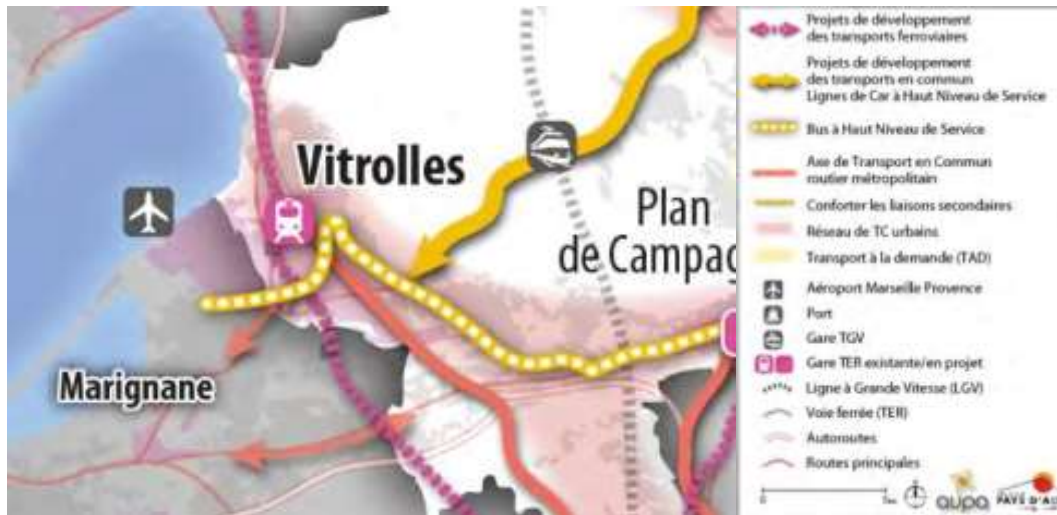 Vitrolles
Plan
de Campag
Marignane
Projets de développement
des transports ferroviaires
Projets de développement
des transports en commun
Lignes de Car à Haut Niveau de Service
Bus à Haut Niveau de Service
Axe de Transport en Commun
routier métropolitain
Conforter les liaisons secondaires
Réseau de TC urbains
Transport à la demande (TAD)
Aéroport Marseille Provence
Port
Gare TGV
Gare TER existante/en projet
Ligne à Grande Vitesse (LGV)
Voie ferrée (TER)
Autoroutes
Routes principales
0
aupa
PAYS D'AI